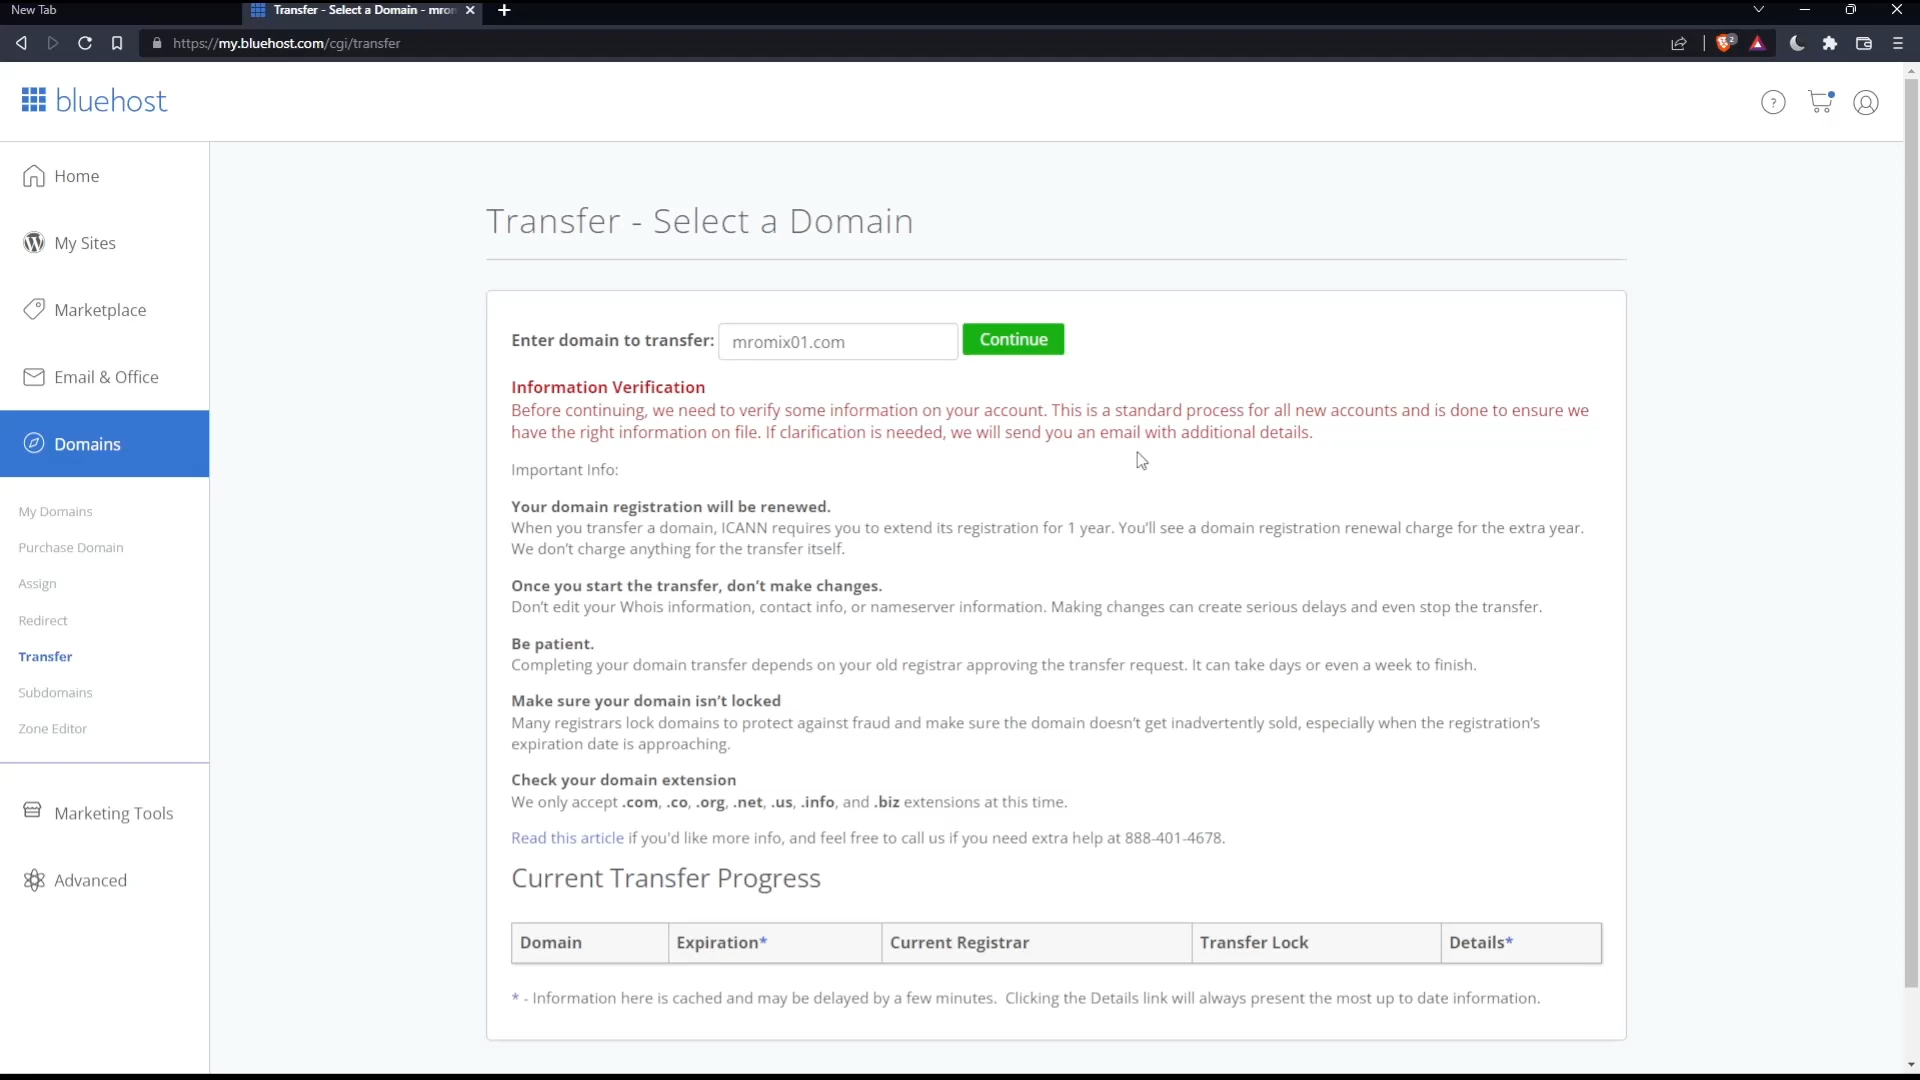 New Tab
Transfer - Select a Domain - mron
https://my.bluehost.com/cgi/transfer
2
bluehost
?
Home
My Sites
Marketplace
Email & Office
Domains
My Domains
Purchase Domain
Assign
Redirect
Transfer
Subdomains
Zone Editor
Marketing Tools
Advanced
Transfer - Select a Domain
Enter domain to transfer: mromix01.com Continue
Information Verification
Before continuing, we need to verify some information on your account. This is a standard process for all new accounts and is done to ensure we
have the right information on file. If clarification is needed, we will send you an email with additional details.
Important Info:
Your domain registration will be renewed.
When you transfer a domain, ICANN requires you to extend its registration for 1 year. You'll see a domain registration renewal charge for the extra year.
We don't charge anything for the transfer itself.
Once you start the transfer, don't make changes.
Don't edit your Whois information, contact info, or nameserver information. Making changes can create serious delays and even stop the transfer.
Be patient.
Completing your domain transfer depends on your old registrar approving the transfer request. It can take days or even a week to finish.
Make sure your domain isn't locked
Many registrars lock domains to protect against fraud and make sure the domain doesn't get inadvertently sold, especially when the registration's
expiration date is approaching.
Check your domain extension
We only accept .com, .co, .org, .net, .us, .info, and .biz extensions at this time.
Read this article if you'd like more info, and feel free to call us if you need extra help at 888-401-4678.
Current Transfer Progress
Domain Expiration* Current Registrar Transfer Lock Details*
* - Information here is cached and may be delayed by a few minutes. Clicking the Details link will always present the most up to date information.